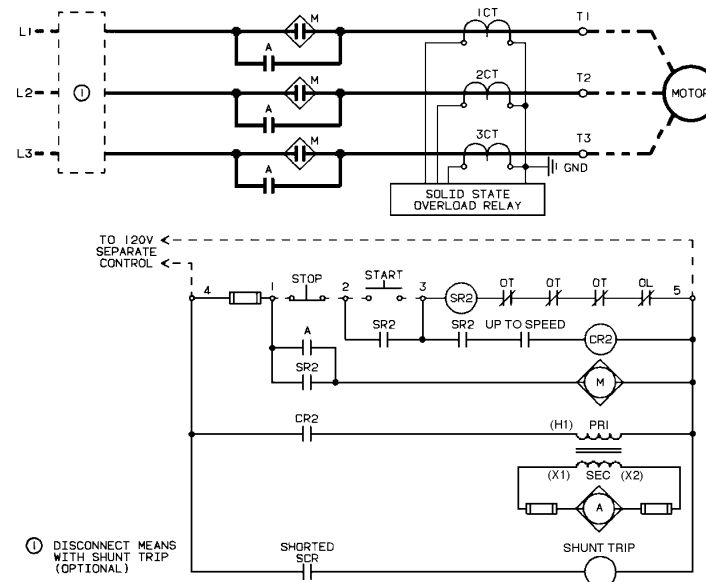 1CT T1
L1 M
A
2CT T2
L2 1 M MOTOR
A
3CT T3
L3 M
A GND
SOLID STATE
OVERLOAD RELAY
TO 120V
SEPARATE
CONTROL
4 1 STOP 2 START 3 SR2 OT OT OT OL 5
SR2 SR2 UP TO SPEED CR2
A
SR2 M
CR2 (H1) PRI
(X1) SEC (X2)
A
1 DISCONNECT MEANS
WITH SHUNT TRIP
(OPTIONAL)
SHORTED
SCR
SHUNT TRIP